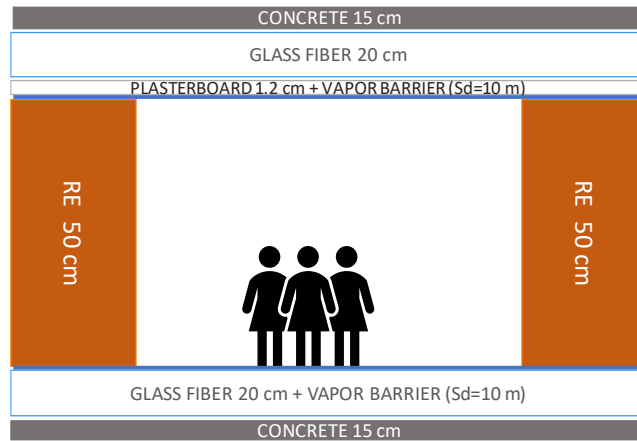 CONCRETE 15 cm
GLASS FIBER 20 cm
PLASTERBOARD 1.2 cm + VAPOR BARRIER (Sd=10 m)
RE 50 cm
RE 50 cm
GLASS FIBER 20 cm + VAPOR BARRIER (Sd=10 m)
CONCRETE 15 cm